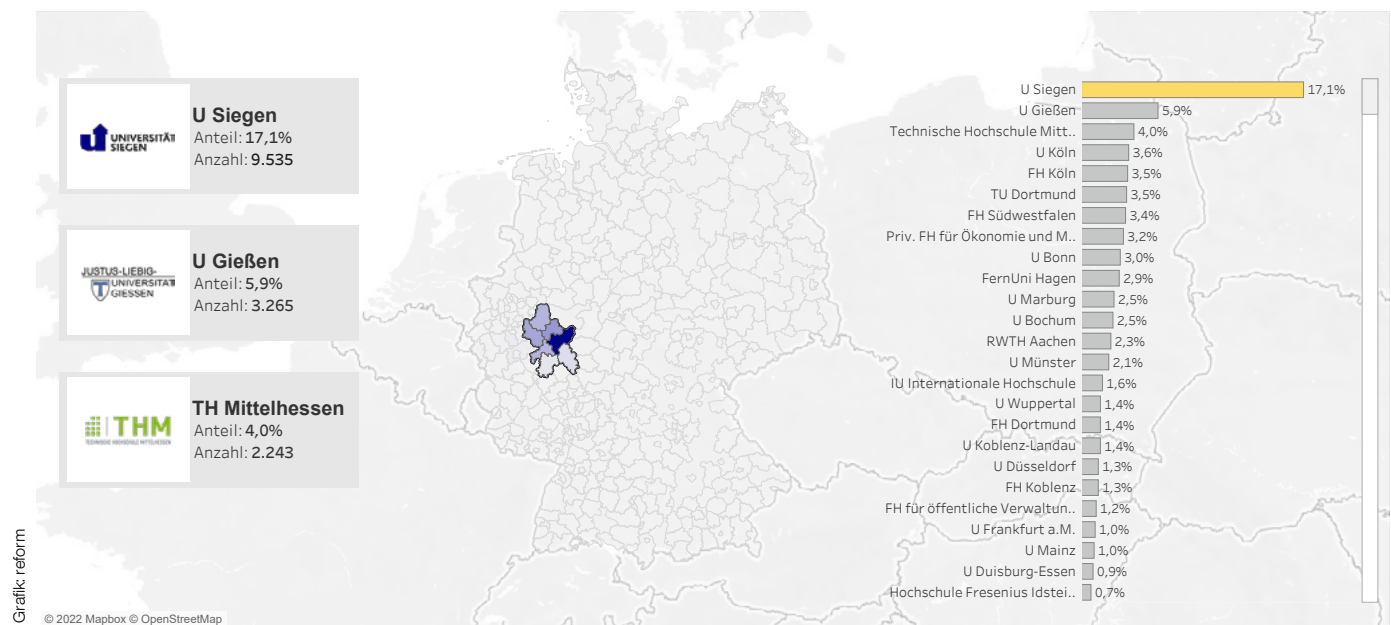 UNIVERSITÄT
SIEGEN
U Siegen
Anteil: 17,1%
Anzahl: 9.535
JUSTUS-LIEBIG-
UNIVERSITÄT
GIESSEN
U Gießen
Anteil: 5,9%
Anzahl: 3.265
THM
TECHNISCHE HOCHSCHULE MITTELHESSEN
TH Mittelhessen
Anteil: 4,0%
Anzahl: 2.243
U Siegen 17,1%
U Gießen 5,9%
Technische Hochschule Mitt.. 4,0%
U Köln 3,6%
FH Köln 3,5%
TU Dortmund 3,5%
FH Südwestfalen 3,4%
Priv. FH für Ökonomie und M.. 3,2%
U Bonn 3,0%
FernUni Hagen 2,9%
U Marburg 2,5%
U Bochum 2,5%
RWTH Aachen 2,3%
U Münster 2,1%
IU Internationale Hochschule 1,6%
U Wuppertal 1,4%
FH Dortmund 1,4%
U Koblenz-Landau 1,4%
U Düsseldorf 1,3%
FH Koblenz 1,3%
FH für öffentliche Verwaltun.. 1,2%
U Frankfurt a.M. 1,0%
U Mainz 1,0%
U Duisburg-Essen 0,9%
Hochschule Fresenius Idstei.. 0,7%
Grafik: reform
© 2022 Mapbox © OpenStreetMap